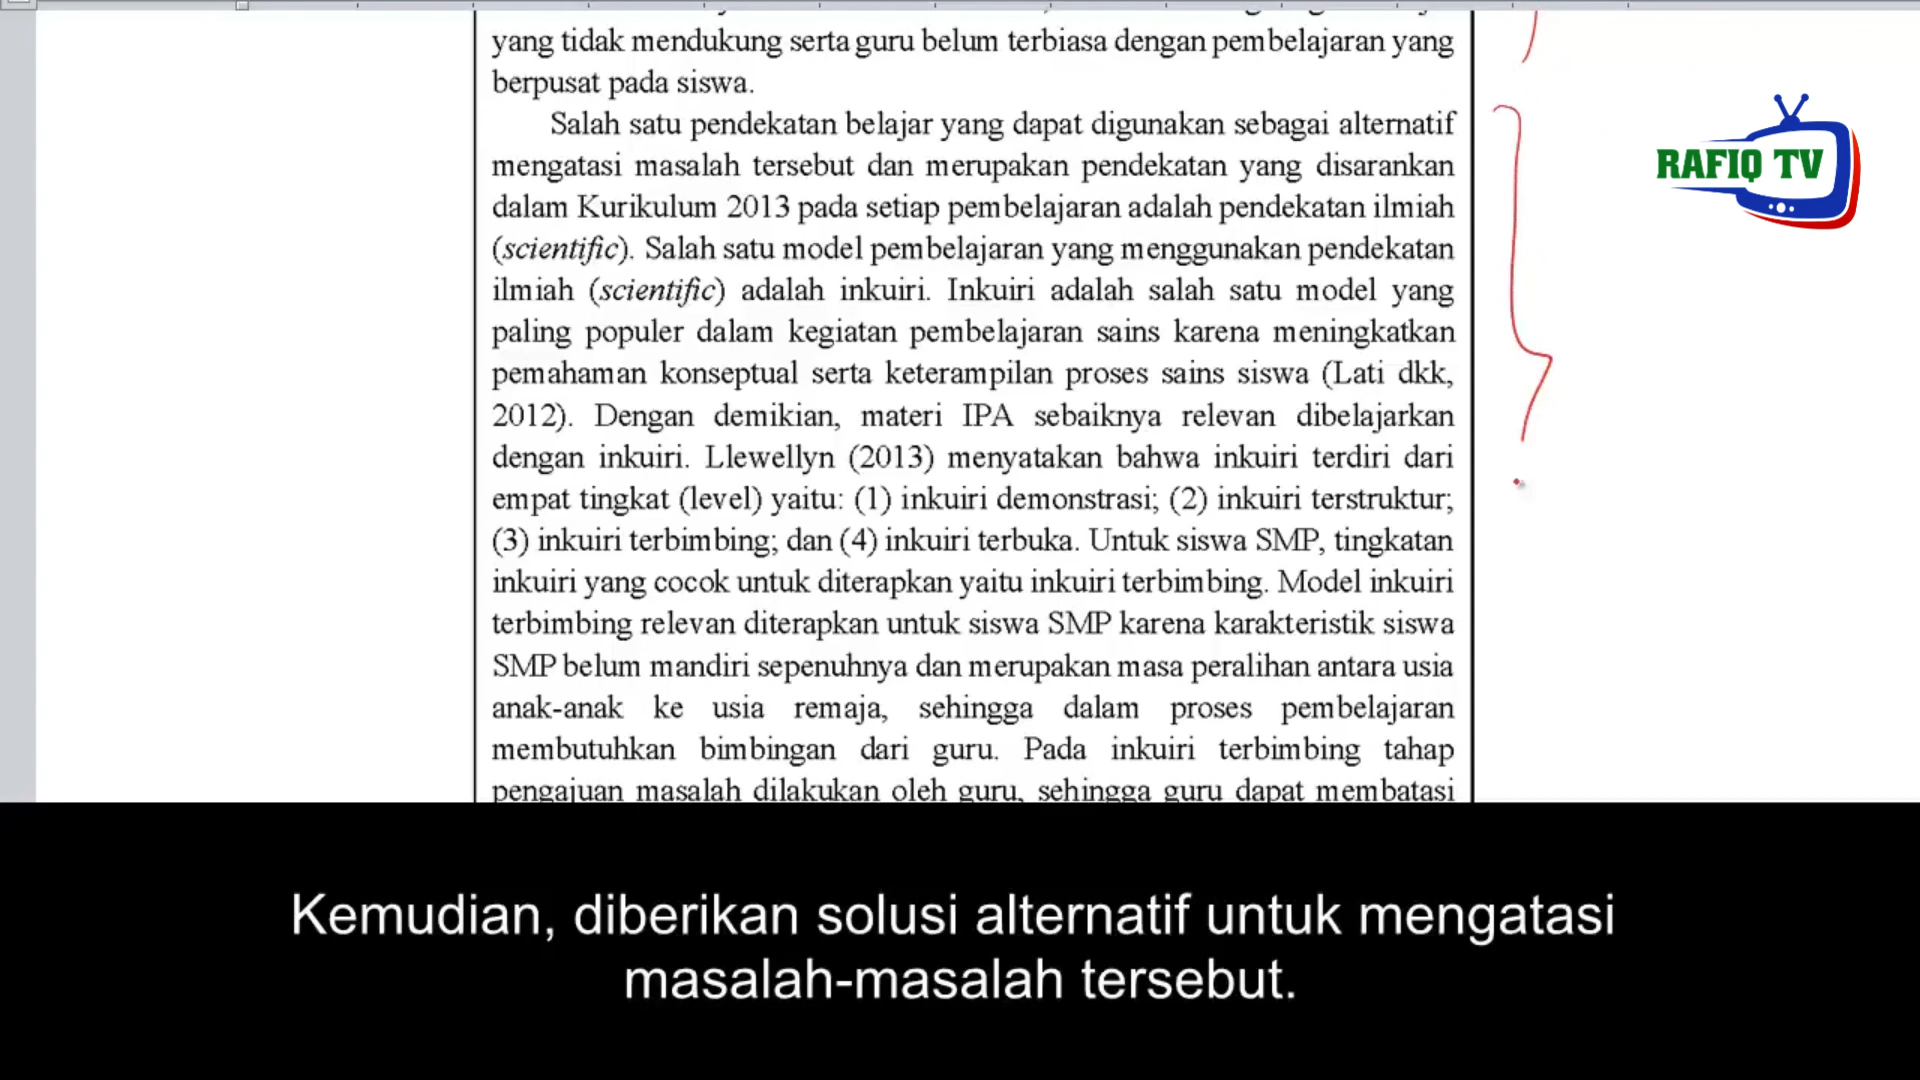 yang tidak mendukung serta guru belum terbiasa dengan pembelajaran yang
berpusat pada siswa.
Salah satu pendekatan belajar yang dapat digunakan sebagai alternatif
mengatasi masalah tersebut dan merupakan pendekatan yang disarankan
dalam Kurikulum 2013 pada setiap pembelajaran adalah pendekatan ilmiah
(scientific). Salah satu model pembelajaran yang menggunakan pendekatan
ilmiah (scientific) adalah inkuiri. Inkuiri adalah salah satu model yang
paling populer dalam kegiatan pembelajaran sains karena meningkatkan
pemahaman konseptual serta keterampilan proses sains siswa (Lati dkk,
2012). Dengan demikian, materi IPA sebaiknya relevan dibelajarkan
dengan inkuiri. Llewellyn (2013) menyatakan bahwa inkuiri terdiri dari
empat tingkat (level) yaitu: (1) inkuiri demonstrasi; (2) inkuiri terstruktur;
(3) inkuiri terbimbing; dan (4) inkuiri terbuka. Untuk siswa SMP, tingkatan
inkuiri yang cocok untuk diterapkan yaitu inkuiri terbimbing. Model inkuiri
terbimbing relevan diterapkan untuk siswa SMP karena karakteristik siswa
SMP belum mandiri sepenuhnya dan merupakan masa peralihan antara usia
anak-anak ke usia remaja, sehingga dalam proses pembelajaran
membutuhkan bimbingan dari guru. Pada inkuiri terbimbing tahap
pengajuan masalah dilakukan oleh guru, sehingga guru dapat membatasi
RAFIQ TV
Kemudian, diberikan solusi alternatif untuk mengatasi
masalah-masalah tersebut.